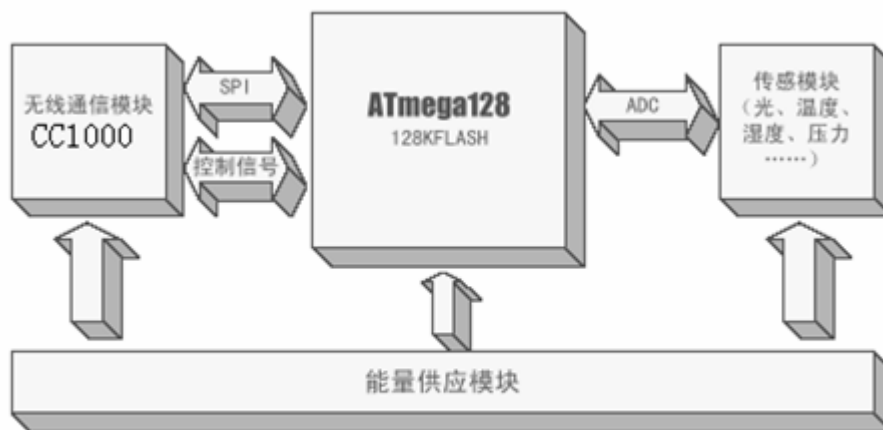 无线通信模块
CC1000
SPI
控制信号
ATmega128
128KFLASH
ADC
传感模块
（光、温度、
湿度、压力
……）
能量供应模块